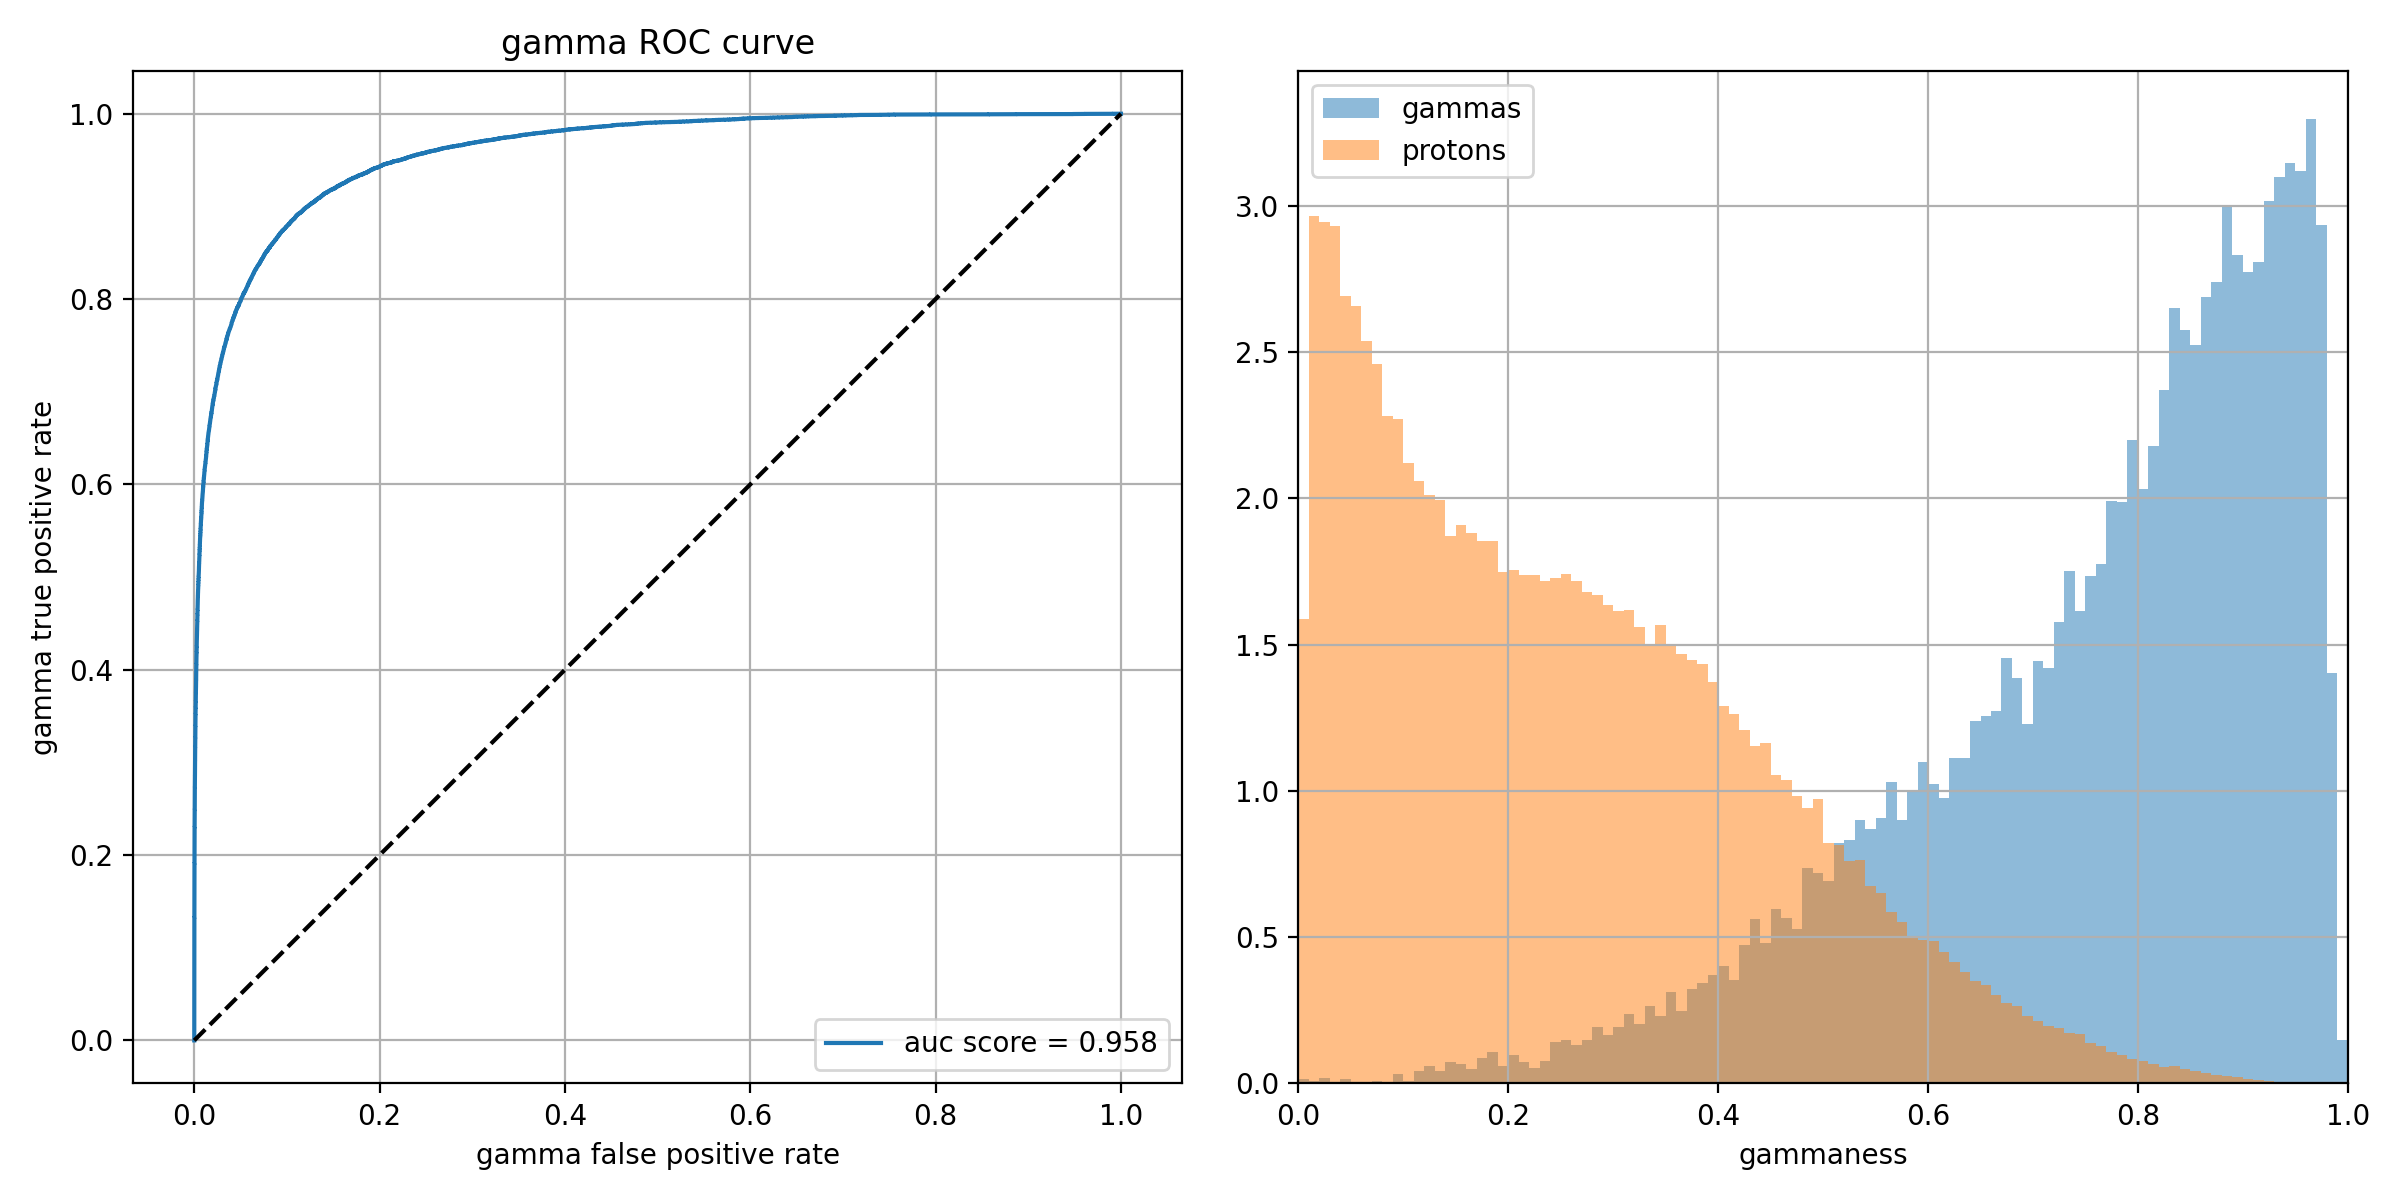 gamma ROC curve
gamma true positive rate
1.0
0.8
0.6
0.4
0.2
0.0
auc score = 0.958
0.0 0.2 0.4 0.6 0.8 1.0
gamma false positive rate
gammas
protons
3.0
2.5
2.0
1.5
1.0
0.5
0.0
0.0 0.2 0.4 0.6 0.8 1.0
gammaness